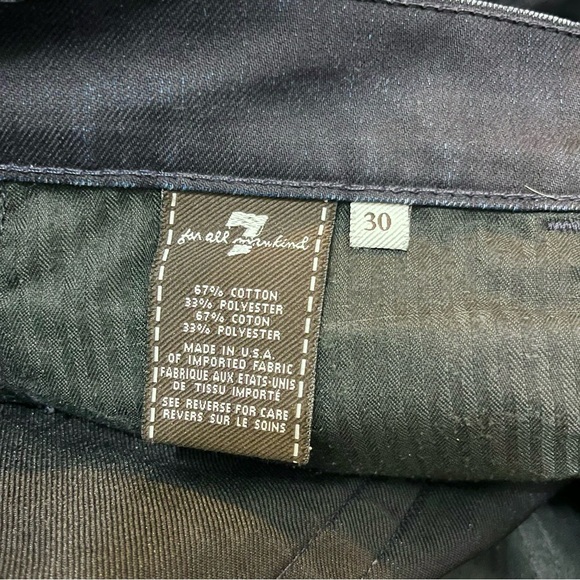 7
for all mankind
30
67% COTTON
33% POLYESTER
67% COTON
33% POLYESTER
MADE IN U.S.A
OF IMPORTED FABRIC
FABRIQUE AUX ETATS-UNIS
DE TISSU IMPORTÉ
SEE REVERSE FOR CARE
REVERS SUR LE SOINS